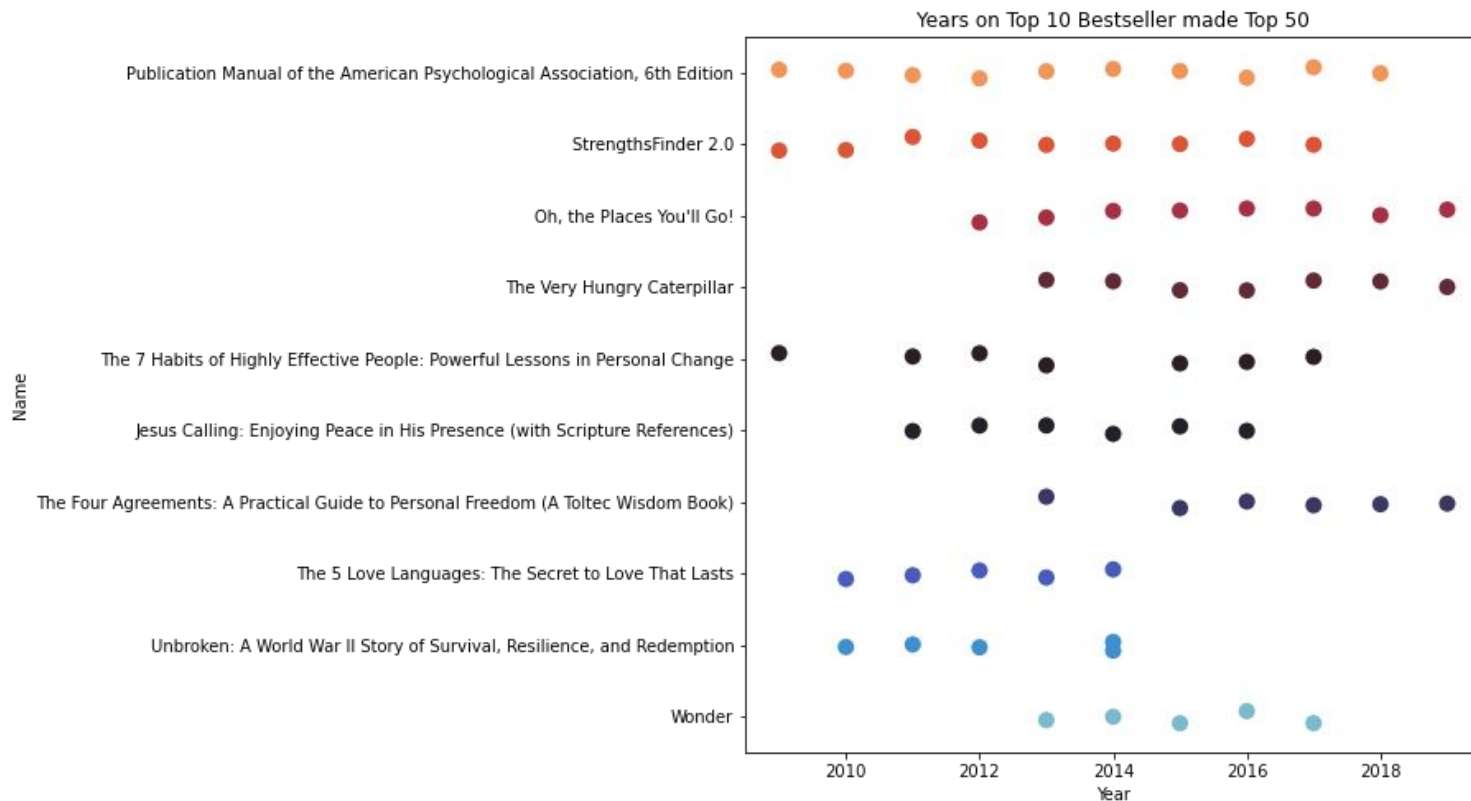 Years on Top 10 Bestseller made Top 50
Publication Manual of the American Psychological Association, 6th Edition
StrengthsFinder 2.0
Oh, the Places You'll Go!
The Very Hungry Caterpillar
The 7 Habits of Highly Effective People: Powerful Lessons in Personal Change
Name
Jesus Calling: Enjoying Peace in His Presence (with Scripture References)
The Four Agreements: A Practical Guide to Personal Freedom (A Toltec Wisdom Book)
The 5 Love Languages: The Secret to Love That Lasts
Unbroken: A World War II Story of Survival, Resilience, and Redemption
Wonder
2010 2012 2014 2016 2018
Year